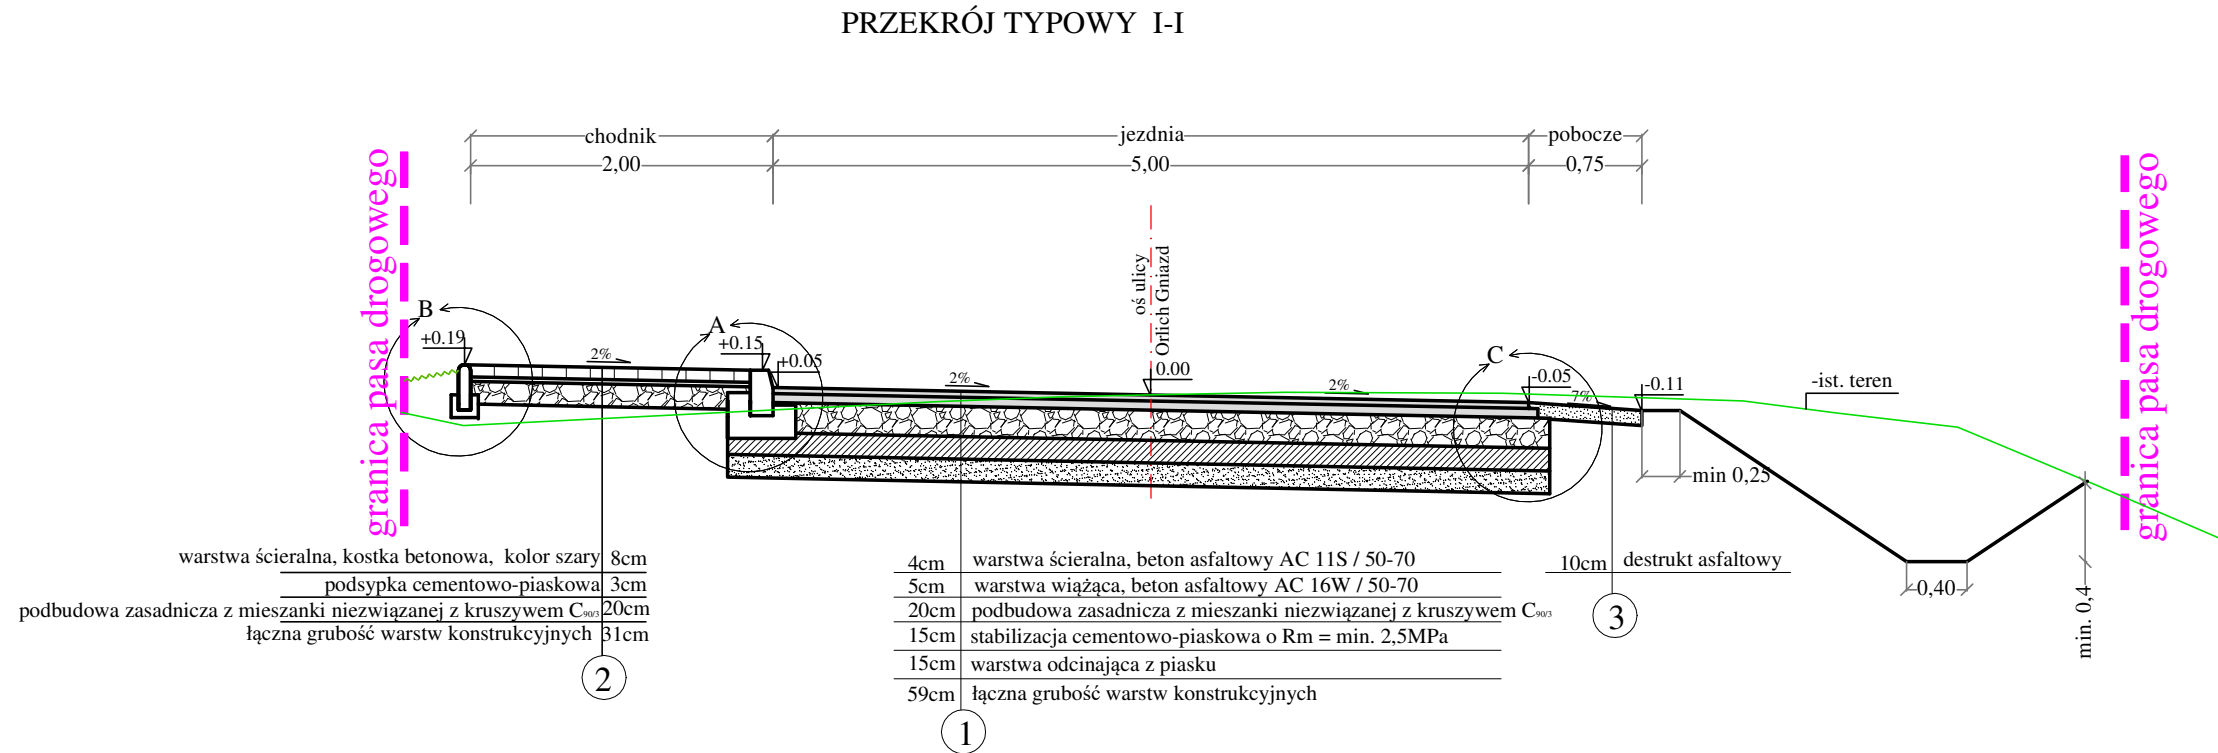 PRZEKRÓJ TYPOWY I-I
chodnik
jezdnia
pobocze
2,00
5,00
0,75
granica pasa drogowego
granica pasa drogowego
oś ulicy
Orlich Gniazd
B
A
C
+0.19
+0.15
+0.05
0.00
-0.05
-0.11
2%
2%
2%
7%
-ist. teren
min 0,25
0,40
min. 0,4
warstwa ścieralna, kostka betonowa, kolor szary 8cm
podsypka cementowo-piaskowa 3cm
podbudowa zasadnicza z mieszanki niezwiązanej z kruszywem C90/3 20cm
łączna grubość warstw konstrukcyjnych 31cm
2
4cm warstwa ścieralna, beton asfaltowy AC 11S / 50-70
5cm warstwa wiążąca, beton asfaltowy AC 16W / 50-70
20cm podbudowa zasadnicza z mieszanki niezwiązanej z kruszywem C90/3
15cm stabilizacja cementowo-piaskowa o Rm = min. 2,5MPa
15cm warstwa odcinająca z piasku
59cm łączna grubość warstw konstrukcyjnych
1
10cm destrukt asfaltowy
3